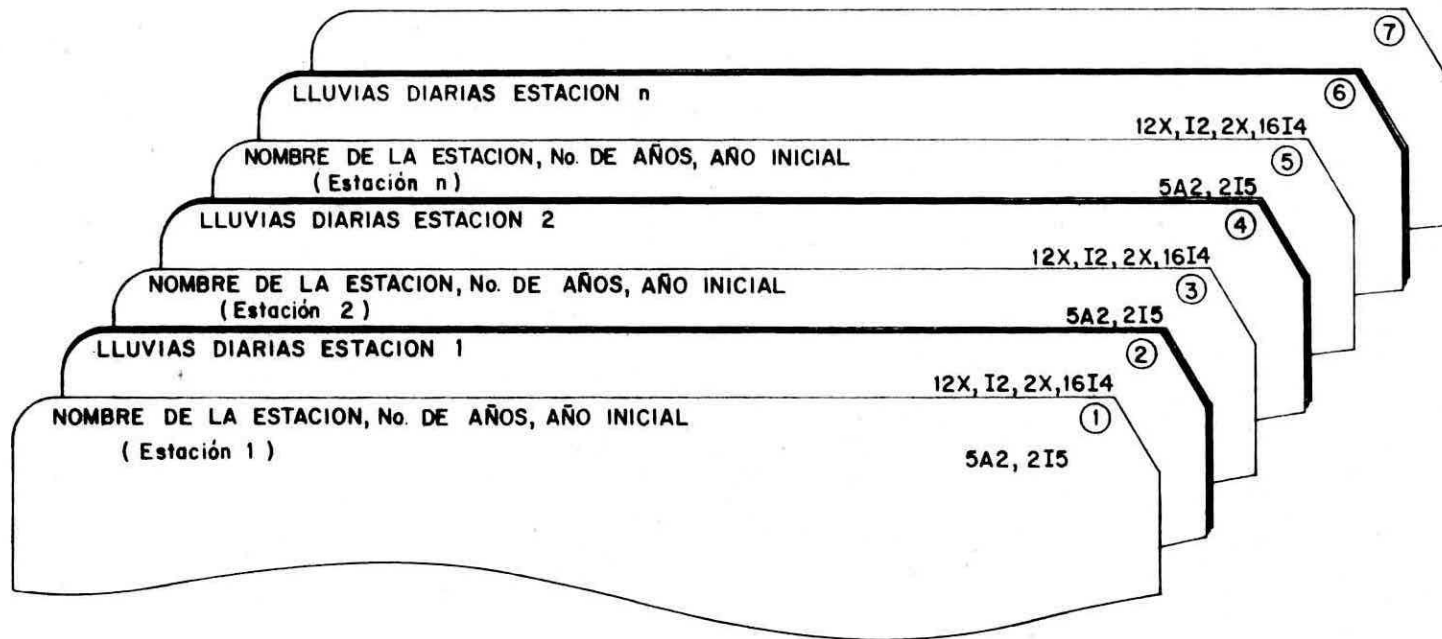 ⑦
LLUVIAS DIARIAS ESTACION n ⑥
12X, I2, 2X, 16I4
NOMBRE DE LA ESTACION, No. DE AÑOS, AÑO INICIAL ⑤
(Estación n) 5A2, 2I5
LLUVIAS DIARIAS ESTACION 2 ④
12X, I2, 2X, 16I4
NOMBRE DE LA ESTACION, No. DE AÑOS, AÑO INICIAL ③
(Estación 2) 5A2, 2I5
LLUVIAS DIARIAS ESTACION 1 ②
12X, I2, 2X, 16I4
NOMBRE DE LA ESTACION, No. DE AÑOS, AÑO INICIAL ①
(Estación 1) 5A2, 2I5